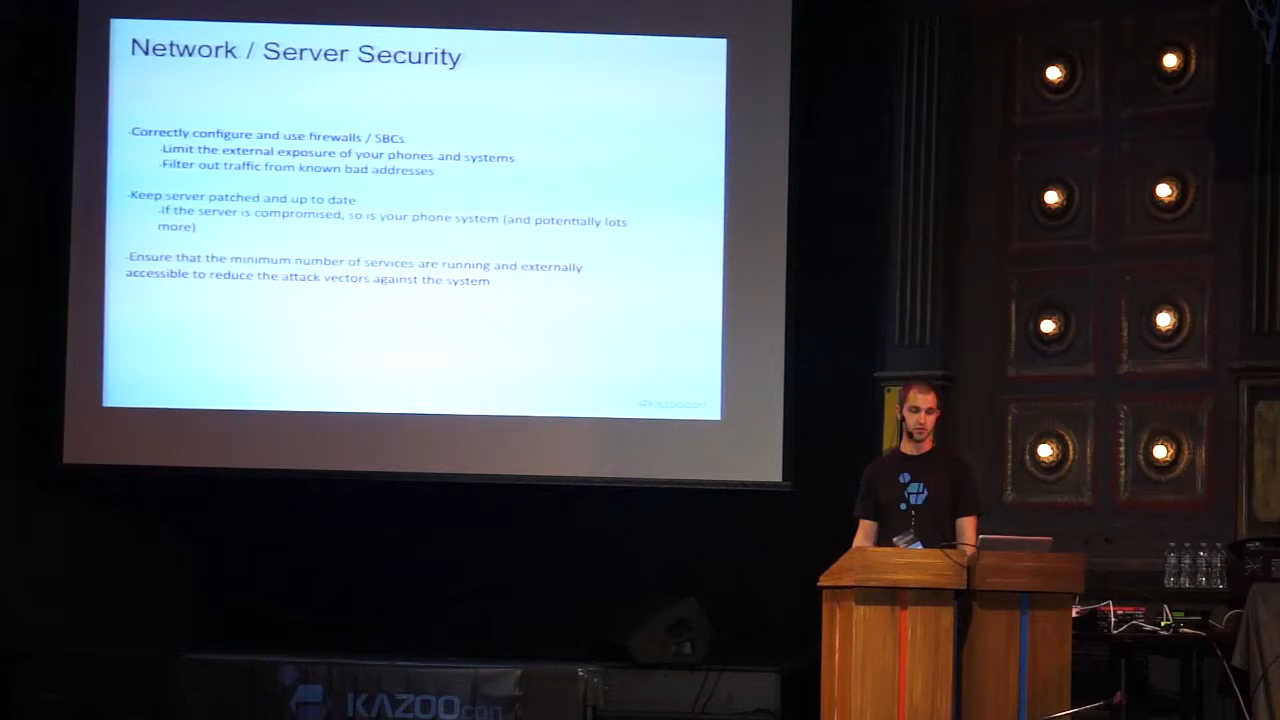 Network / Server Security
-Correctly configure and use firewalls / SBCs
-Limit the external exposure of your phones and systems
-Filter out traffic from known bad addresses
-Keep server patched and up to date
-If the server is compromised, so is your phone system (and potentially lots
more)
-Ensure that the minimum number of services are running and externally
accessible to reduce the attack vectors against the system
@kazoocon
KAZOOcon